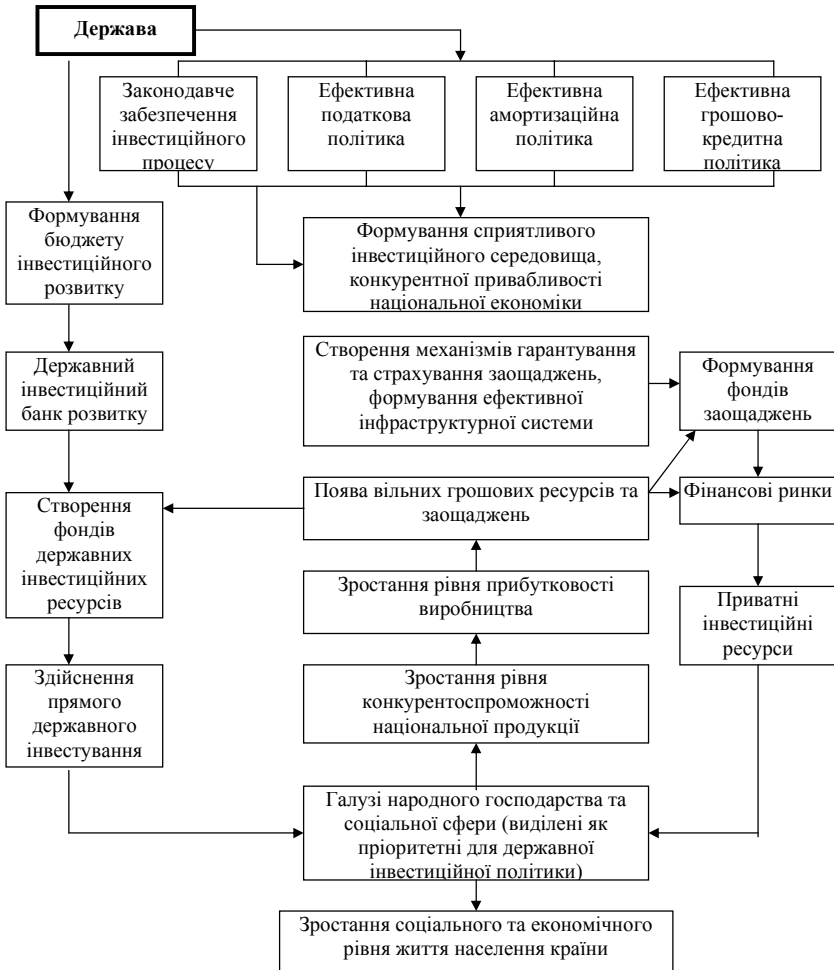 Держава
Законодавче
забезпечення
інвестиційного
процесу
Ефективна
податкова
політика
Ефективна
амортизаційна
політика
Ефективна
грошово-
кредитна
політика
Формування
бюджету
інвестиційного
розвитку
Формування сприятливого
інвестиційного середовища,
конкурентної привабливості
національної економіки
Державний
інвестиційний
банк розвитку
Створення механізмів гарантування
та страхування заощаджень,
формування ефективної
інфраструктурної системи
Формування
фондів
заощаджень
Створення
фондів
державних
інвестиційних
ресурсів
Поява вільних грошових ресурсів та
заощаджень
Фінансові ринки
Зростання рівня прибутковості
виробництва
Приватні
інвестиційні
ресурси
Здійснення
прямого
державного
інвестування
Зростання рівня
конкурентоспроможності
національної продукції
Галузі народного господарства та
соціальної сфери (виділені як
пріоритетні для державної
інвестиційної політики)
Зростання соціального та економічного
рівня життя населення країни